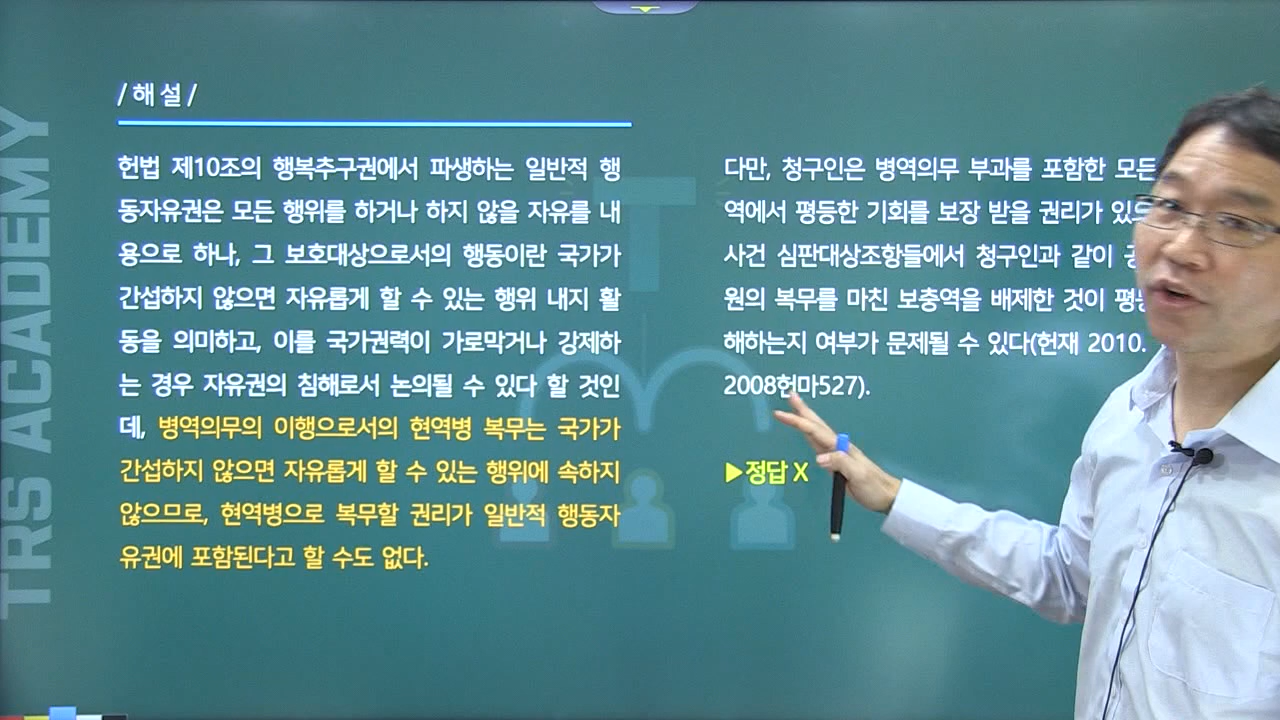 TRS ACADEMY
/ 해 설 /
헌법 제10조의 행복추구권에서 파생하는 일반적 행
동자유권은 모든 행위를 하거나 하지 않을 자유를 내
용으로 하나, 그 보호대상으로서의 행동이란 국가가
간섭하지 않으면 자유롭게 할 수 있는 행위 내지 활
동을 의미하고, 이를 국가권력이 가로막거나 강제하
는 경우 자유권의 침해로서 논의될 수 있다 할 것인
데, 병역의무의 이행으로서의 현역병 복무는 국가가
간섭하지 않으면 자유롭게 할 수 있는 행위에 속하지
않으므로, 현역병으로 복무할 권리가 일반적 행동자
유권에 포함된다고 할 수도 없다.
다만, 청구인은 병역의무 부과를 포함한 모든
역에서 평등한 기회를 보장 받을 권리가
사건 심판대상조항들에서 청구인과 같이
원의 복무를 마친 보충역을 배제한 것이
해하는지 여부가 문제될 수 있다(헌재 2010.
2008헌마527).
▶정답 X